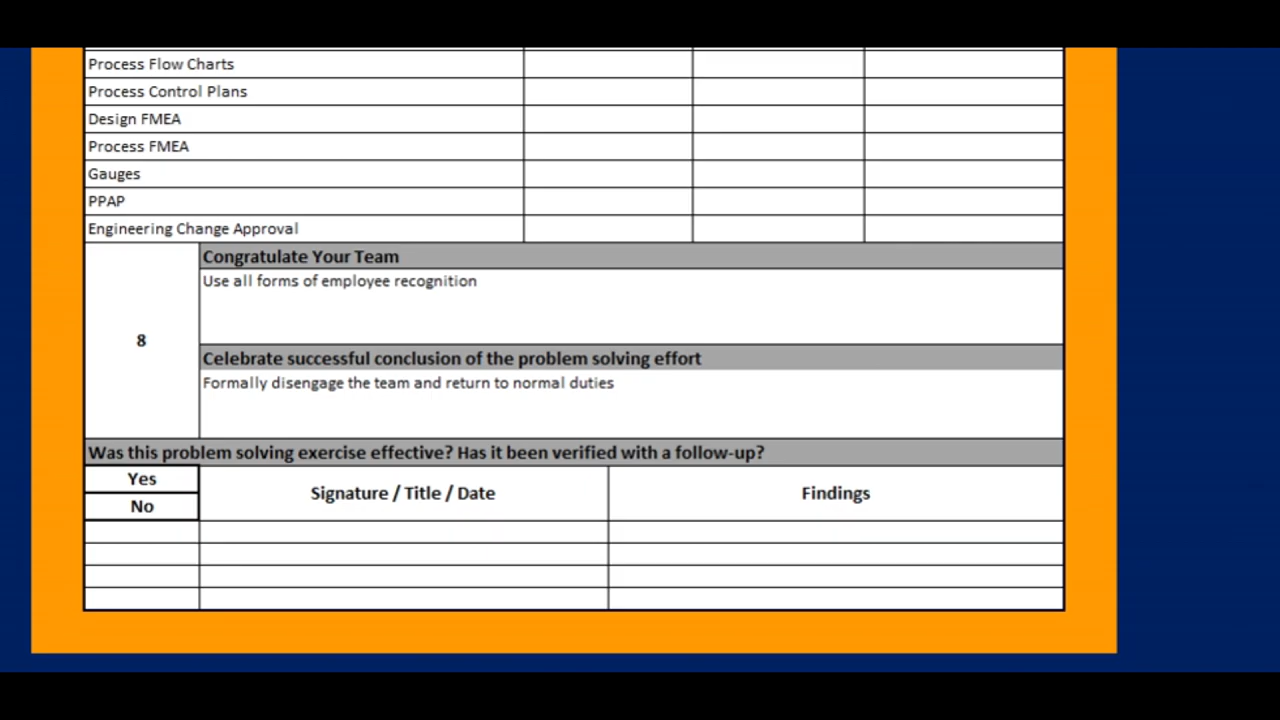 Process Flow Charts
Process Control Plans
Design FMEA
Process FMEA
Gauges
PPAP
Engineering Change Approval
8
Congratulate Your Team
Use all forms of employee recognition
Celebrate successful conclusion of the problem solving effort
Formally disengage the team and return to normal duties
Was this problem solving exercise effective? Has it been verified with a follow-up?
Yes
No
Signature / Title / Date
Findings